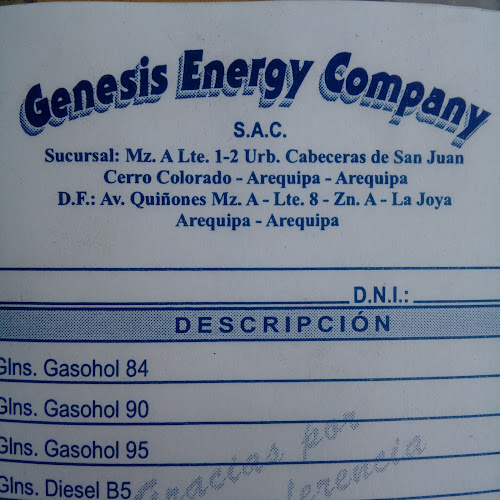 Genesis Energy Company
S.A.C.
Sucursal: Mz. A Lte. 1-2 Urb. Cabeceras de San Juan
Cerro Colorado - Arequipa - Arequipa
D.F.: Av. Quiñones Mz. A - Lte. 8 - Zn. A - La Joya
Arequipa - Arequipa
D.N.I.:
DESCRIPCIÓN
Glns. Gasohol 84
Glns. Gasohol 90
Glns. Gasohol 95
Glns. Diesel B5
Gracias por